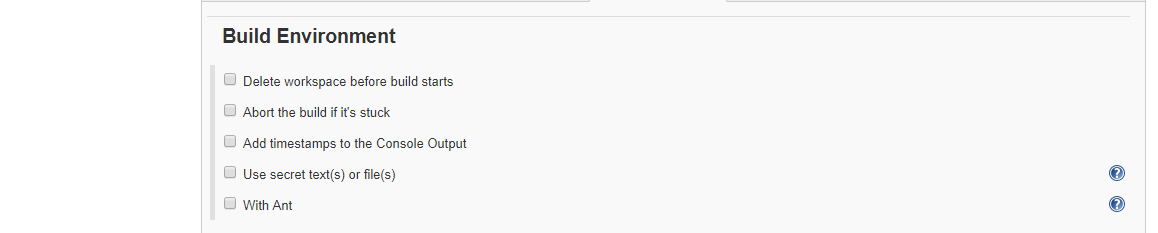 Build Environment
Delete workspace before build starts
Abort the build if it's stuck
Add timestamps to the Console Output
Use secret text(s) or file(s) ?
With Ant ?